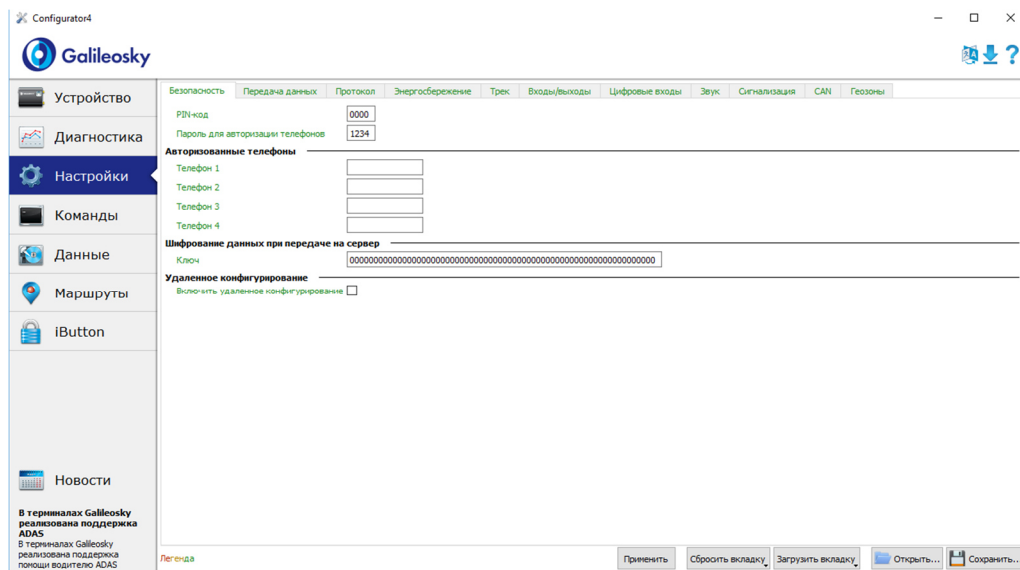 Configurator4
Galileosky
Устройство
Диагностика
Настройки
Команды
Данные
Маршруты
iButton
Новости
В терминалах Galileosky
реализована поддержка
ADAS
В терминалах Galileosky
реализована поддержка
помощи водителю ADAS
Безопасность Передача данных Протокол Энергосбережение Трек Входы/выходы Цифровые входы Звук Сигнализация CAN Геозоны
PIN-код 0000
Пароль для авторизации телефонов 1234
Авторизованные телефоны
Телефон 1
Телефон 2
Телефон 3
Телефон 4
Шифрование данных при передаче на сервер
Ключ 0000000000000000000000000000000000000000000000000000000000000000
Удаленное конфигурирование
Включить удаленное конфигурирование
Легенда Применить Сбросить вкладку Загрузить вкладку Открыть... Сохранить...